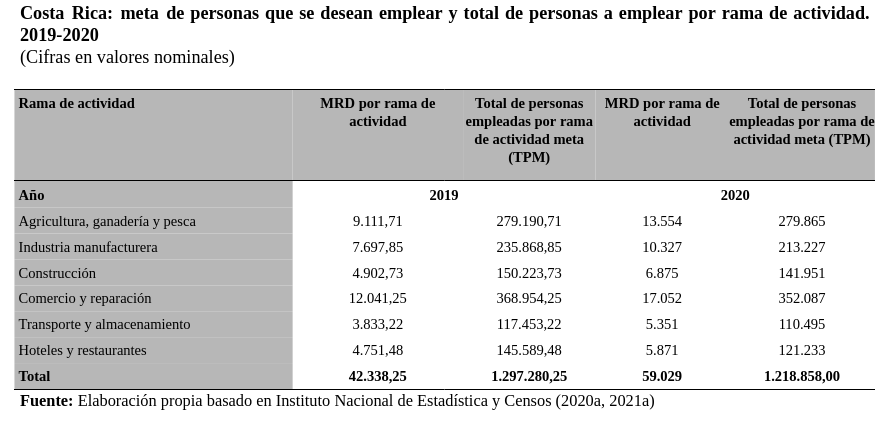 Costa Rica: meta de personas que se desean emplear y total de personas a emplear por rama de actividad.
2019-2020
(Cifras en valores nominales)
Rama de actividad MRD por rama de actividad Total de personas empleadas por rama de actividad meta (TPM) MRD por rama de actividad Total de personas empleadas por rama de actividad meta (TPM)
Año 2019 2020
Agricultura, ganadería y pesca 9.111,71 279.190,71 13.554 279.865
Industria manufacturera 7.697,85 235.868,85 10.327 213.227
Construcción 4.902,73 150.223,73 6.875 141.951
Comercio y reparación 12.041,25 368.954,25 17.052 352.087
Transporte y almacenamiento 3.833,22 117.453,22 5.351 110.495
Hoteles y restaurantes 4.751,48 145.589,48 5.871 121.233
Total 42.338,25 1.297.280,25 59.029 1.218.858,00
Fuente: Elaboración propia basado en Instituto Nacional de Estadística y Censos (2020a, 2021a)